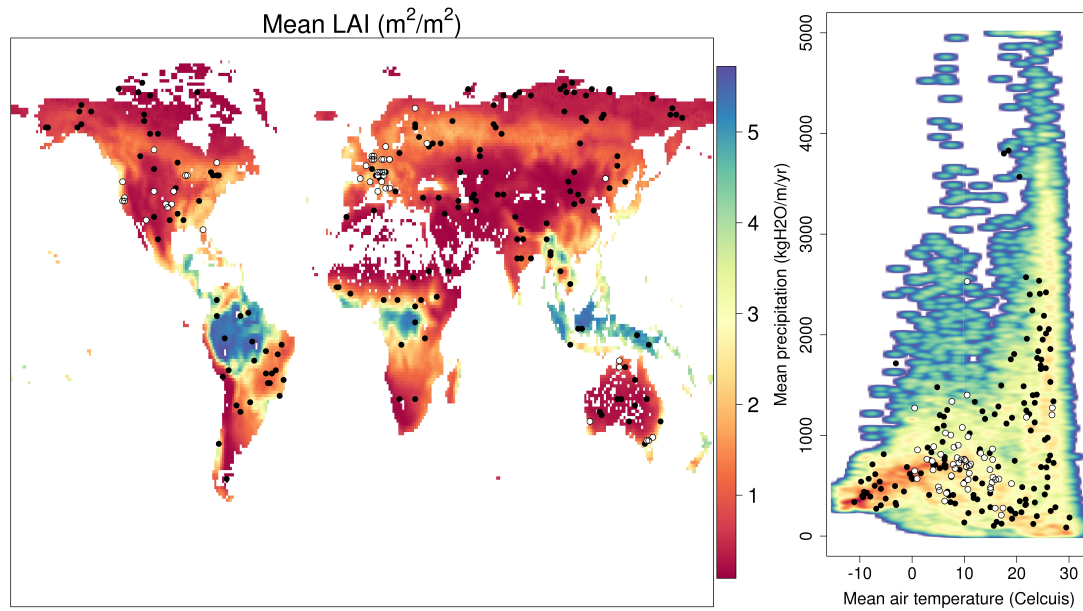 Mean LAI (m²/m²)
5
4
3
2
1
Mean precipitation (kgH2O/m/yr)
5000
4000
3000
2000
1000
0
-10 0 10 20 30
Mean air temperature (Celcuis)